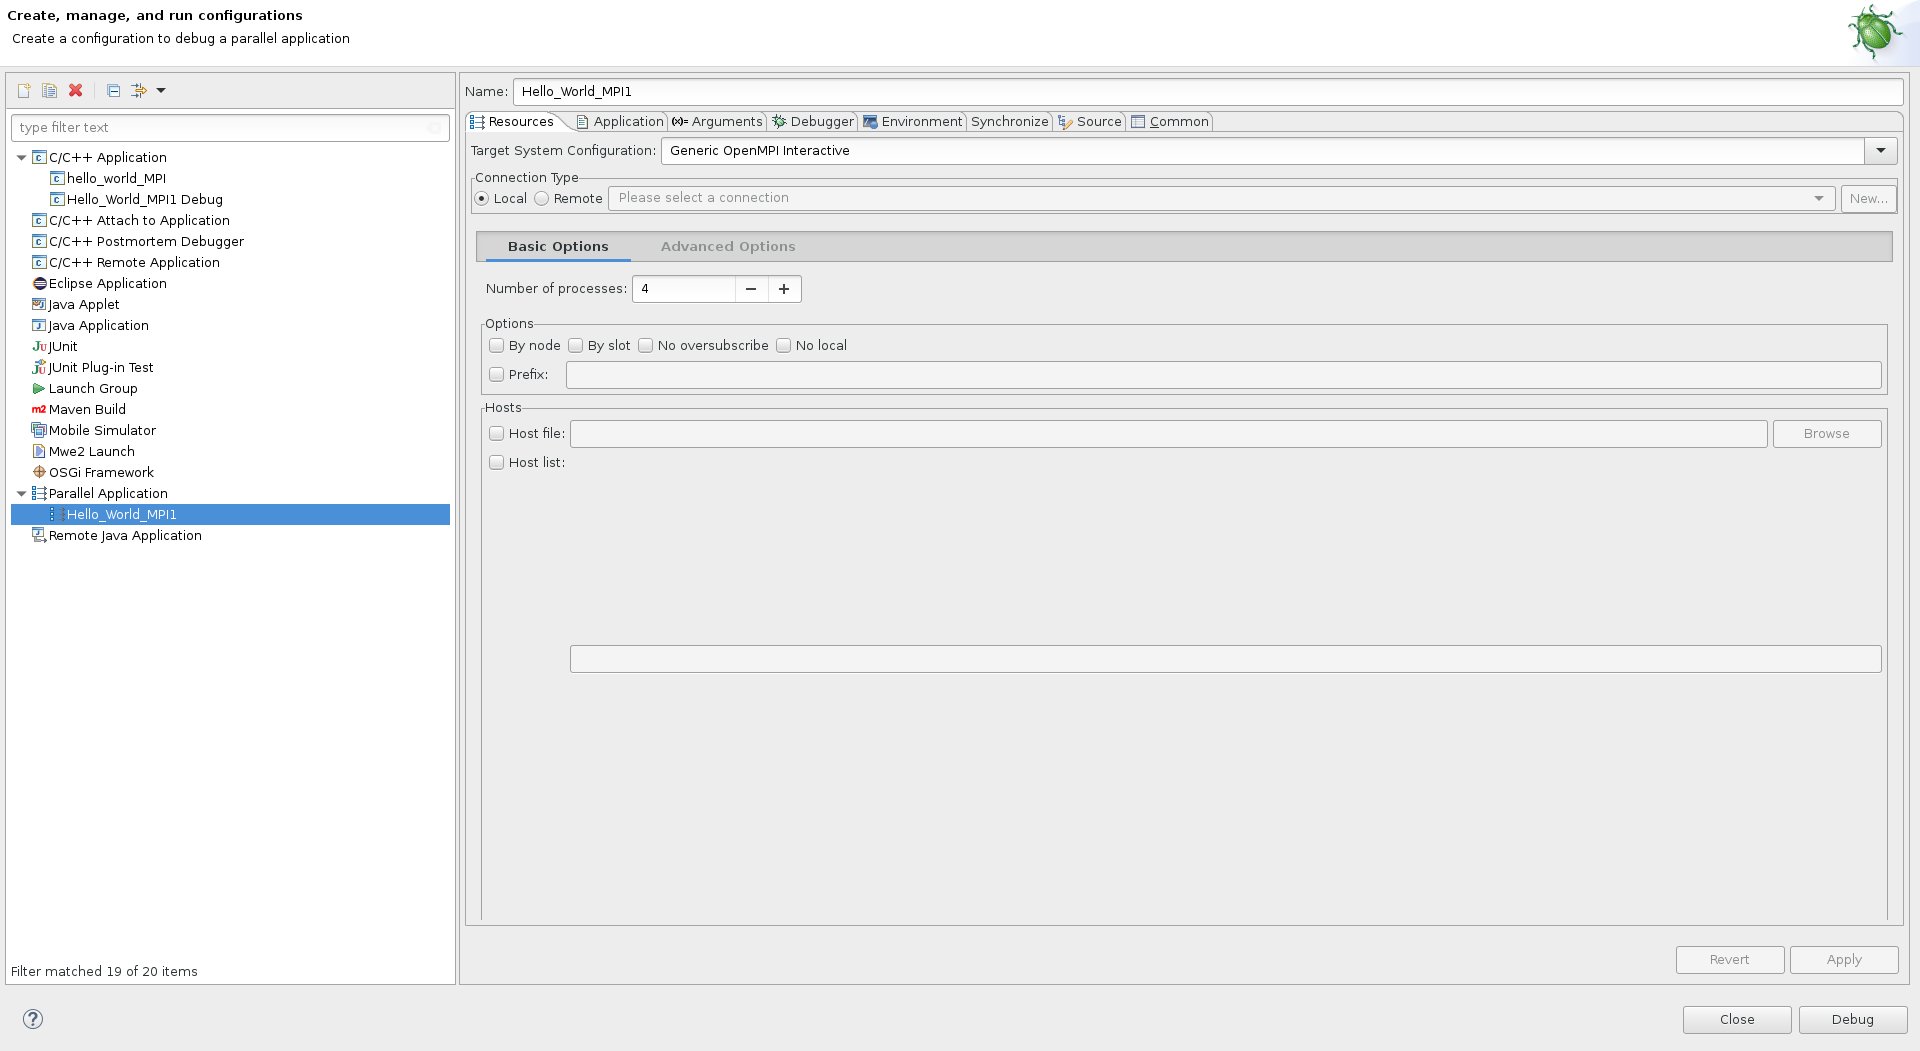 Create, manage, and run configurations
Create a configuration to debug a parallel application
type filter text
C/C++ Application
hello_world_MPI
Hello_World_MPI1 Debug
C/C++ Attach to Application
C/C++ Postmortem Debugger
C/C++ Remote Application
Eclipse Application
Java Applet
Java Application
JUnit
JUnit Plug-in Test
Launch Group
Maven Build
Mobile Simulator
Mwe2 Launch
OSGi Framework
Parallel Application
Hello_World_MPI1
Remote Java Application
Filter matched 19 of 20 items
Name: Hello_World_MPI1
Resources Application Arguments Debugger Environment Synchronize Source Common
Target System Configuration: Generic OpenMPI Interactive
Connection Type
Local Remote Please select a connection New...
Basic Options Advanced Options
Number of processes: 4
Options
By node By slot No oversubscribe No local
Prefix:
Hosts
Host file: Browse
Host list:
Revert Apply
Close Debug